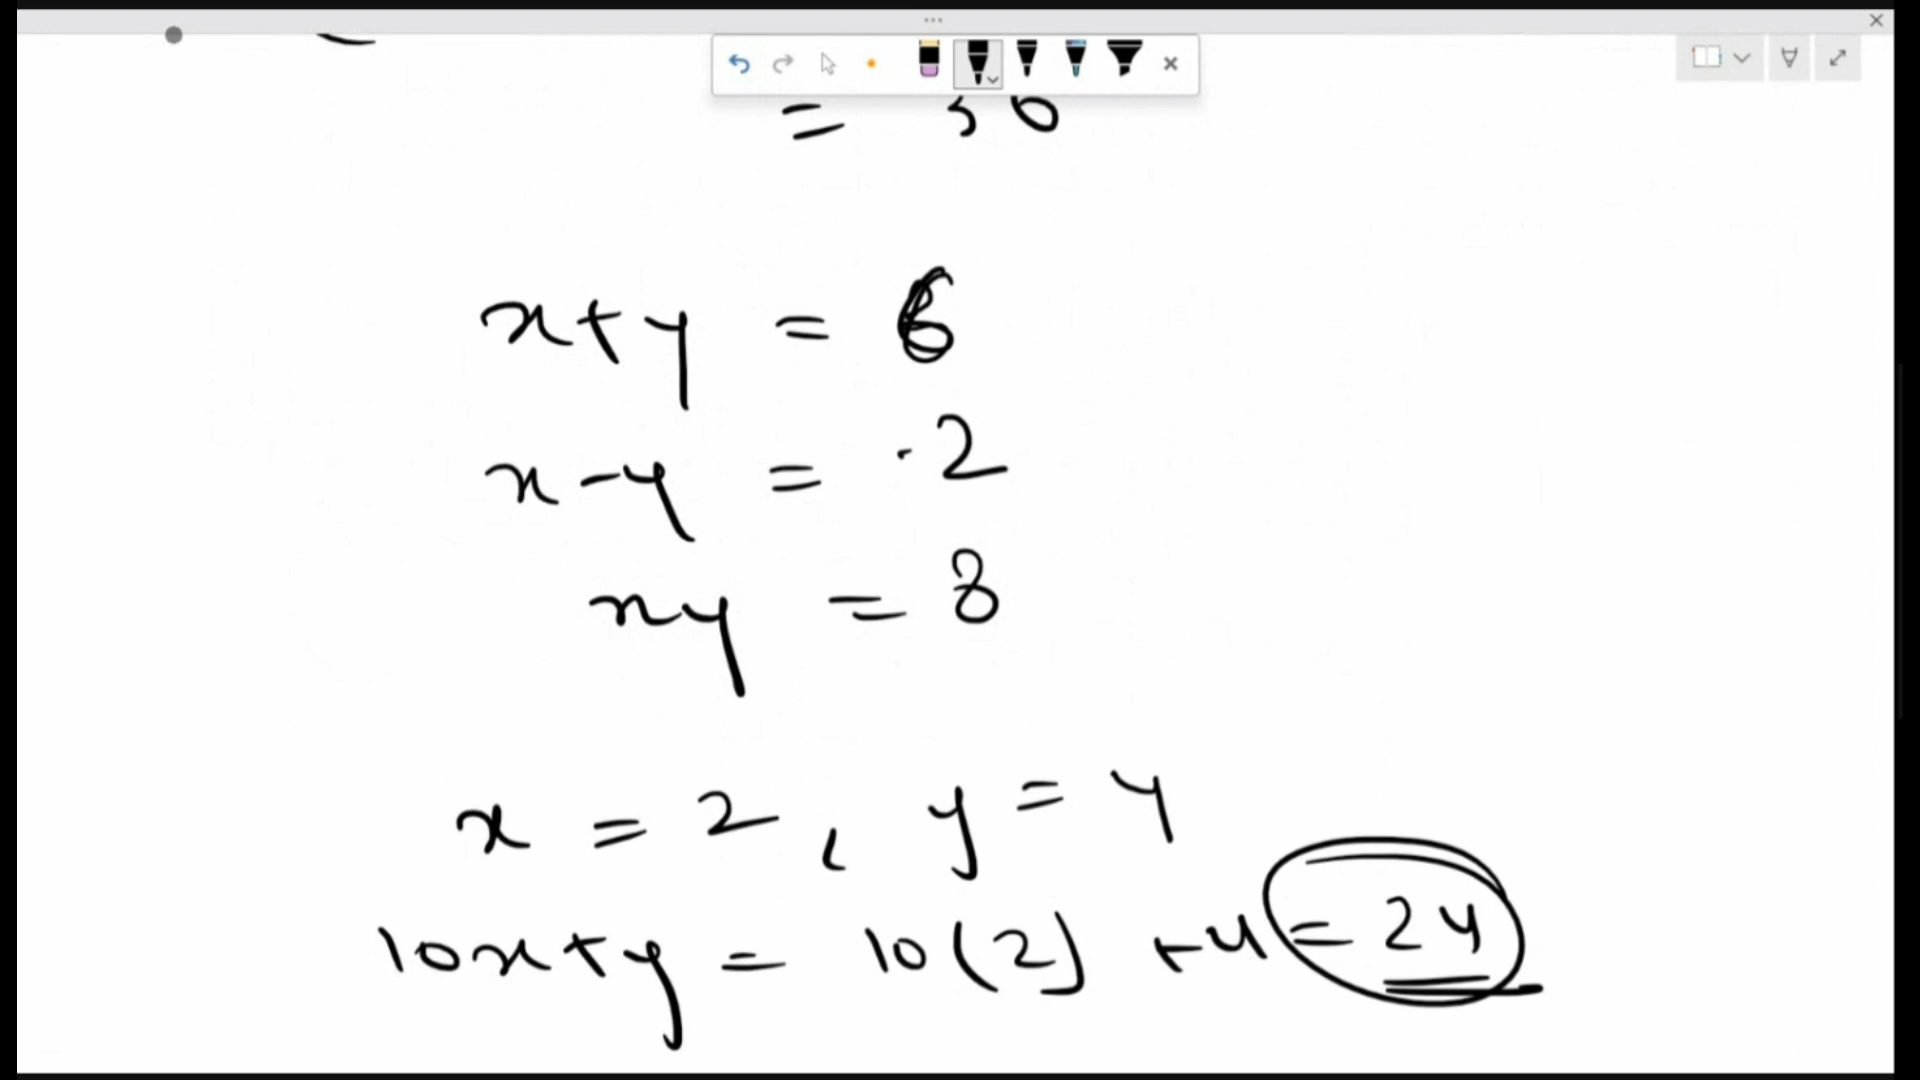 = 36
x+y = 6
x-y = -2
xy = 8
x = 2, y = 4
10x+y = 10(2) +4 = 24